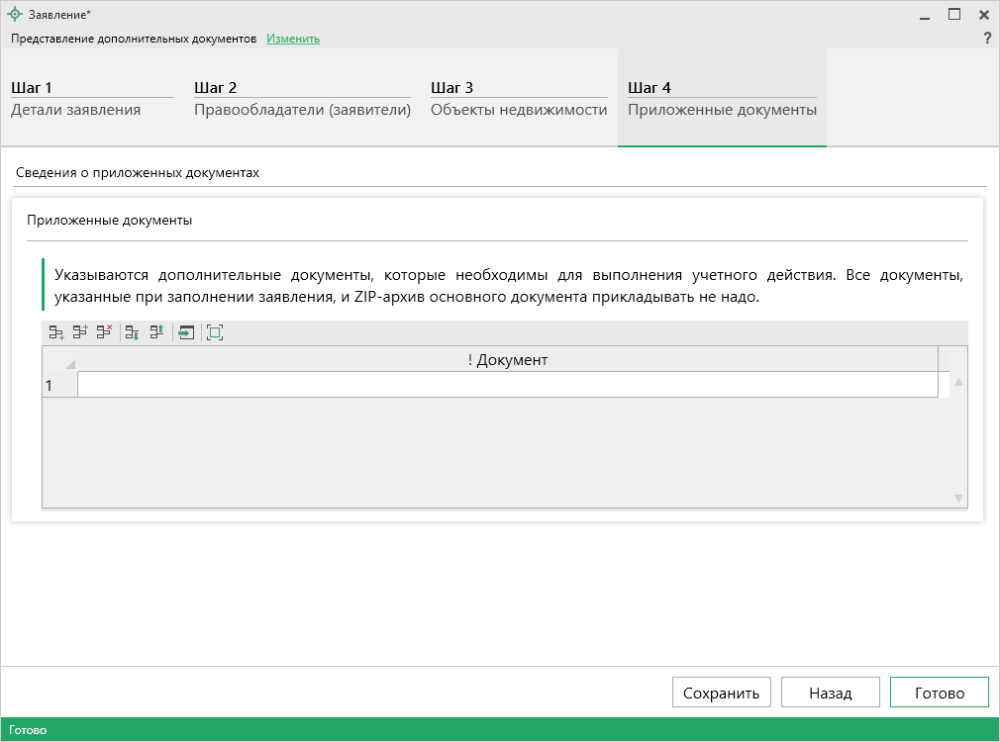 Заявление*
Представление дополнительных документов Изменить
?
Шаг 1
Детали заявления
Шаг 2
Правообладатели (заявители)
Шаг 3
Объекты недвижимости
Шаг 4
Приложенные документы
Сведения о приложенных документах
Приложенные документы
Указываются дополнительные документы, которые необходимы для выполнения учетного действия. Все документы,
указанные при заполнении заявления, и ZIP-архив основного документа прикладывать не надо.
! Документ
1
Сохранить
Назад
Готово
Готово